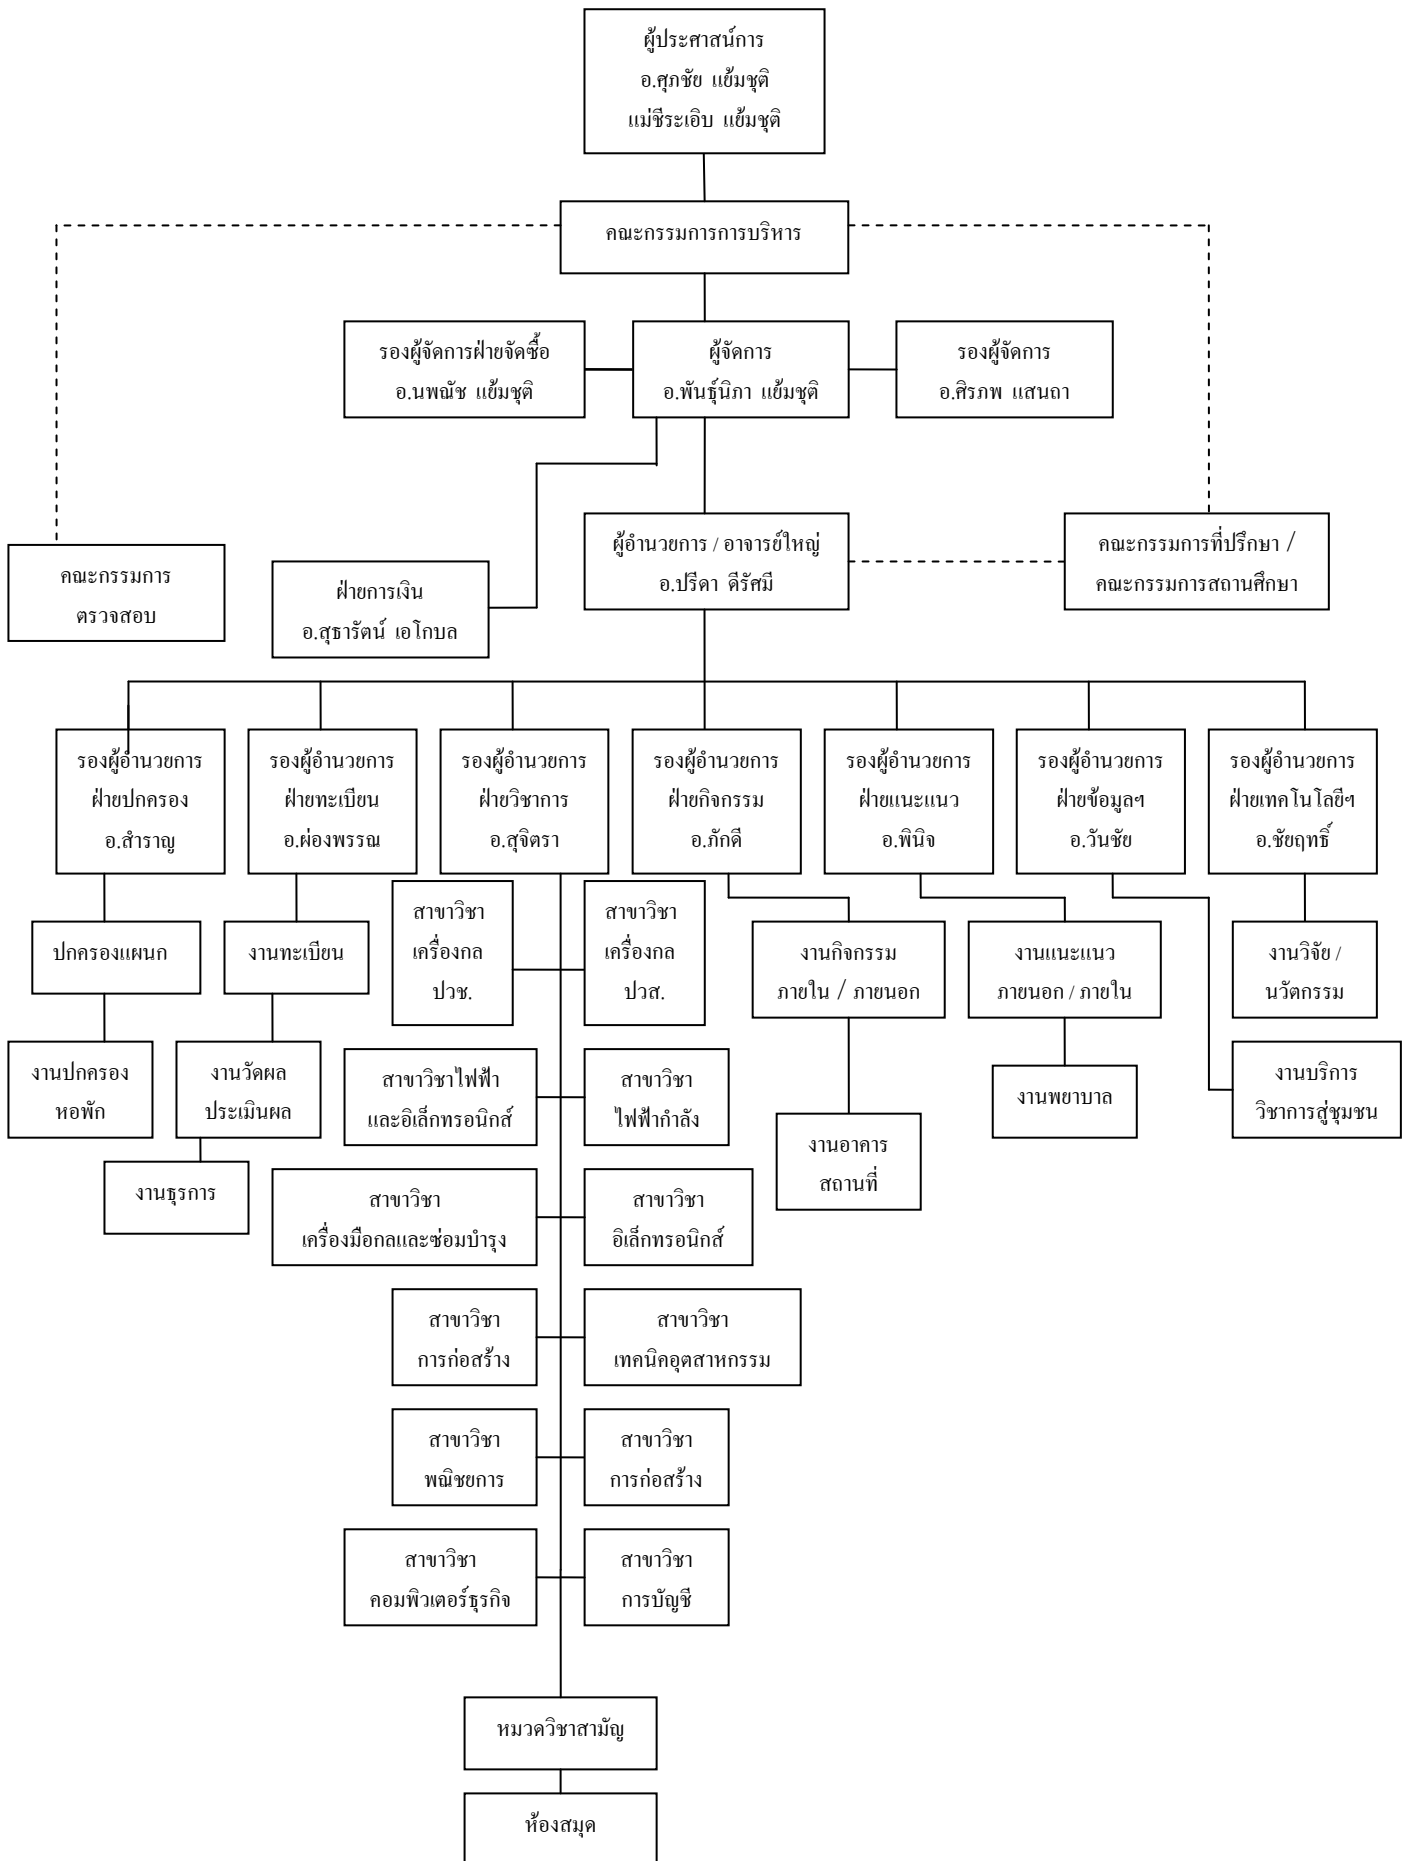 ผู้ประศาสน์การ
อ.ศุภชัย แย้มชุติ
แม่ชีระเอิบ แย้มชุติ
คณะกรรมการการบริหาร
รองผู้จัดการฝ่ายจัดซื้อ
อ.นพณัช แย้มชุติ
ผู้จัดการ
อ.พันธุ์นิภา แย้มชุติ
รองผู้จัดการ
อ.ศิรภพ แสนถา
คณะกรรมการ
ตรวจสอบ
ฝ่ายการเงิน
อ.สุธารัตน์ เอโกบล
ผู้อำนวยการ / อาจารย์ใหญ่
อ.ปรีดา ดีรัศมี
คณะกรรมการที่ปรึกษา /
คณะกรรมการสถานศึกษา
รองผู้อำนวยการ
ฝ่ายปกครอง
อ.สำราญ
รองผู้อำนวยการ
ฝ่ายทะเบียน
อ.ผ่องพรรณ
รองผู้อำนวยการ
ฝ่ายวิชาการ
อ.สุจิตรา
รองผู้อำนวยการ
ฝ่ายกิจกรรม
อ.ภักดี
รองผู้อำนวยการ
ฝ่ายแนะแนว
อ.พินิจ
รองผู้อำนวยการ
ฝ่ายข้อมูลฯ
อ.วันชัย
รองผู้อำนวยการ
ฝ่ายเทคโนโลยีฯ
อ.ชัยฤทธิ์
ปกครองแผนก
งานทะเบียน
สาขาวิชา
เครื่องกล
ปวช.
สาขาวิชา
เครื่องกล
ปวส.
งานกิจกรรม
ภายใน / ภายนอก
งานแนะแนว
ภายนอก / ภายใน
งานวิจัย /
นวัตกรรม
งานปกครอง
หอพัก
งานวัดผล
ประเมินผล
สาขาวิชาไฟฟ้า
และอิเล็กทรอนิกส์
สาขาวิชา
ไฟฟ้ากำลัง
งานอาคาร
สถานที่
งานพยาบาล
งานบริการ
วิชาการสู่ชุมชน
งานธุรการ
สาขาวิชา
เครื่องมือกลและซ่อมบำรุง
สาขาวิชา
อิเล็กทรอนิกส์
สาขาวิชา
การก่อสร้าง
สาขาวิชา
เทคนิคอุตสาหกรรม
สาขาวิชา
พณิชยการ
สาขาวิชา
การก่อสร้าง
สาขาวิชา
คอมพิวเตอร์ธุรกิจ
สาขาวิชา
การบัญชี
หมวดวิชาสามัญ
ห้องสมุด